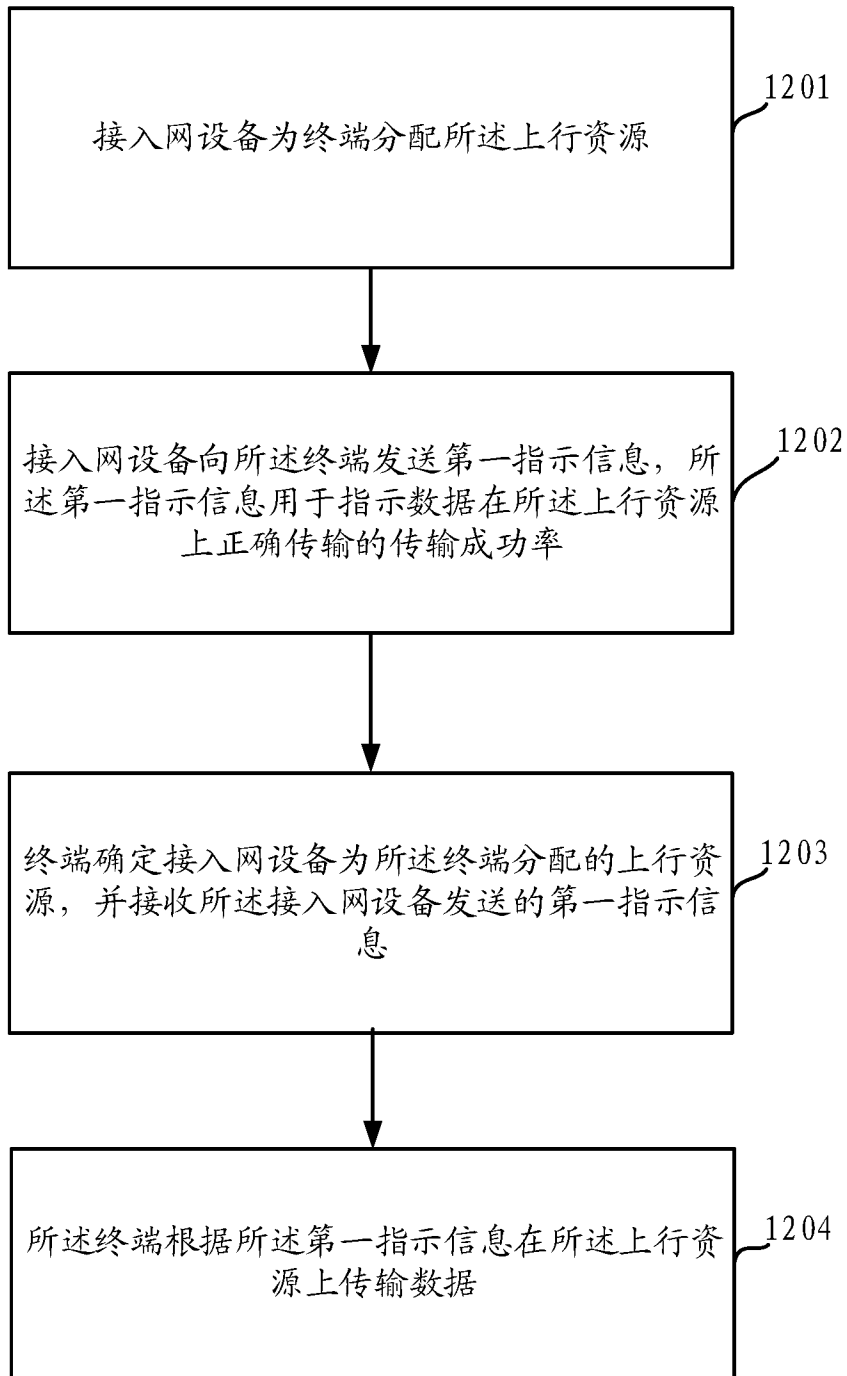 接入网设备为终端分配所述上行资源
1201
接入网设备向所述终端发送第一指示信息，所
述第一指示信息用于指示数据在所述上行资源
上正确传输的传输成功率
1202
终端确定接入网设备为所述终端分配的上行资
源，并接收所述接入网设备发送的第一指示信
息
1203
所述终端根据所述第一指示信息在所述上行资
源上传输数据
1204